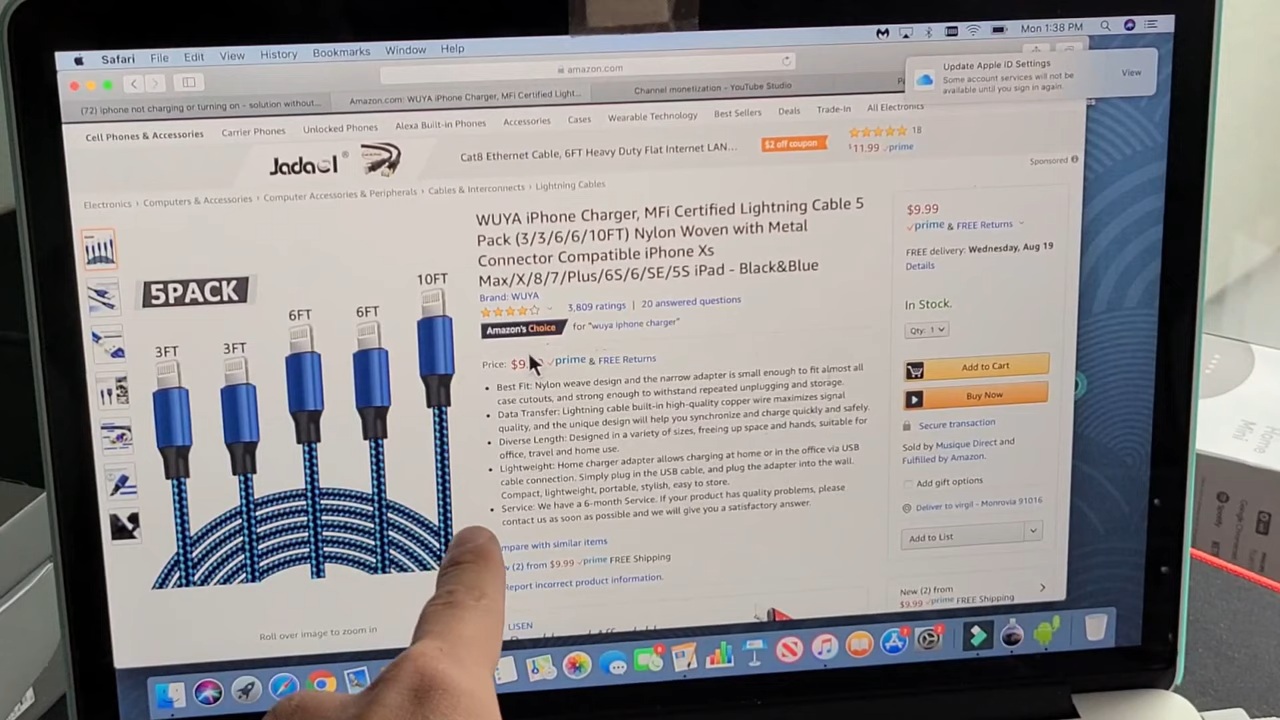 Safari File Edit View History Bookmarks Window Help
Mon 1:38 PM
amazon.com
Update Apple ID Settings
Some account services will not be
available until you sign in again.
View
(72) iphone not charging or turning on - solution without...
Amazon.com: WUYA iPhone Charger, MFi Certified Light...
Channel monetization - YouTube Studio
Cell Phones & Accessories Carrier Phones Unlocked Phones Alexa Built-in Phones Accessories Cases Wearable Technology Best Sellers Deals Trade-In All Electronics
Jadaol®
Cat8 Ethernet Cable, 6FT Heavy Duty Flat Internet LAN...
$2 off coupon
18
$11.99 prime
Sponsored
Electronics › Computers & Accessories › Computer Accessories & Peripherals › Cables & Interconnects › Lightning Cables
5PACK
3FT
3FT
6FT
6FT
10FT
Roll over image to zoom in
WUYA iPhone Charger, MFi Certified Lightning Cable 5
Pack (3/3/6/6/10FT) Nylon Woven with Metal
Connector Compatible iPhone Xs
Max/X/8/7/Plus/6S/6/SE/5S iPad - Black&Blue
Brand: WUYA
3,809 ratings | 20 answered questions
Amazon's Choice for "wuya iphone charger"
Price: $9. prime & FREE Returns
• Best Fit: Nylon weave design and the narrow adapter is small enough to fit almost all
case cutouts, and strong enough to withstand repeated unplugging and storage.
• Data Transfer: Lightning cable built-in high-quality copper wire maximizes signal
quality, and the unique design will help you synchronize and charge quickly and safely.
• Diverse Length: Designed in a variety of sizes, freeing up space and hands, suitable for
office, travel and home use.
• Lightweight: Home charger adapter allows charging at home or in the office via USB
cable connection. Simply plug in the USB cable, and plug the adapter into the wall.
Compact, lightweight, portable, stylish, easy to store.
• Service: We have a 6-month Service. If your product has quality problems, please
contact us as soon as possible and we will give you a satisfactory answer.
mpare with similar items
w (2) from $9.99 prime FREE Shipping
Report incorrect product information.
LISEN
$9.99
prime & FREE Returns
FREE delivery: Wednesday, Aug 19
Details
In Stock.
Qty: 1
Add to Cart
Buy Now
Secure transaction
Sold by Musique Direct and
Fulfilled by Amazon.
Add gift options
Deliver to virgil - Monrovia 91016
Add to List
New (2) from
$9.99 prime FREE Shipping
Home
Mini
Spotify
Google Chromecast